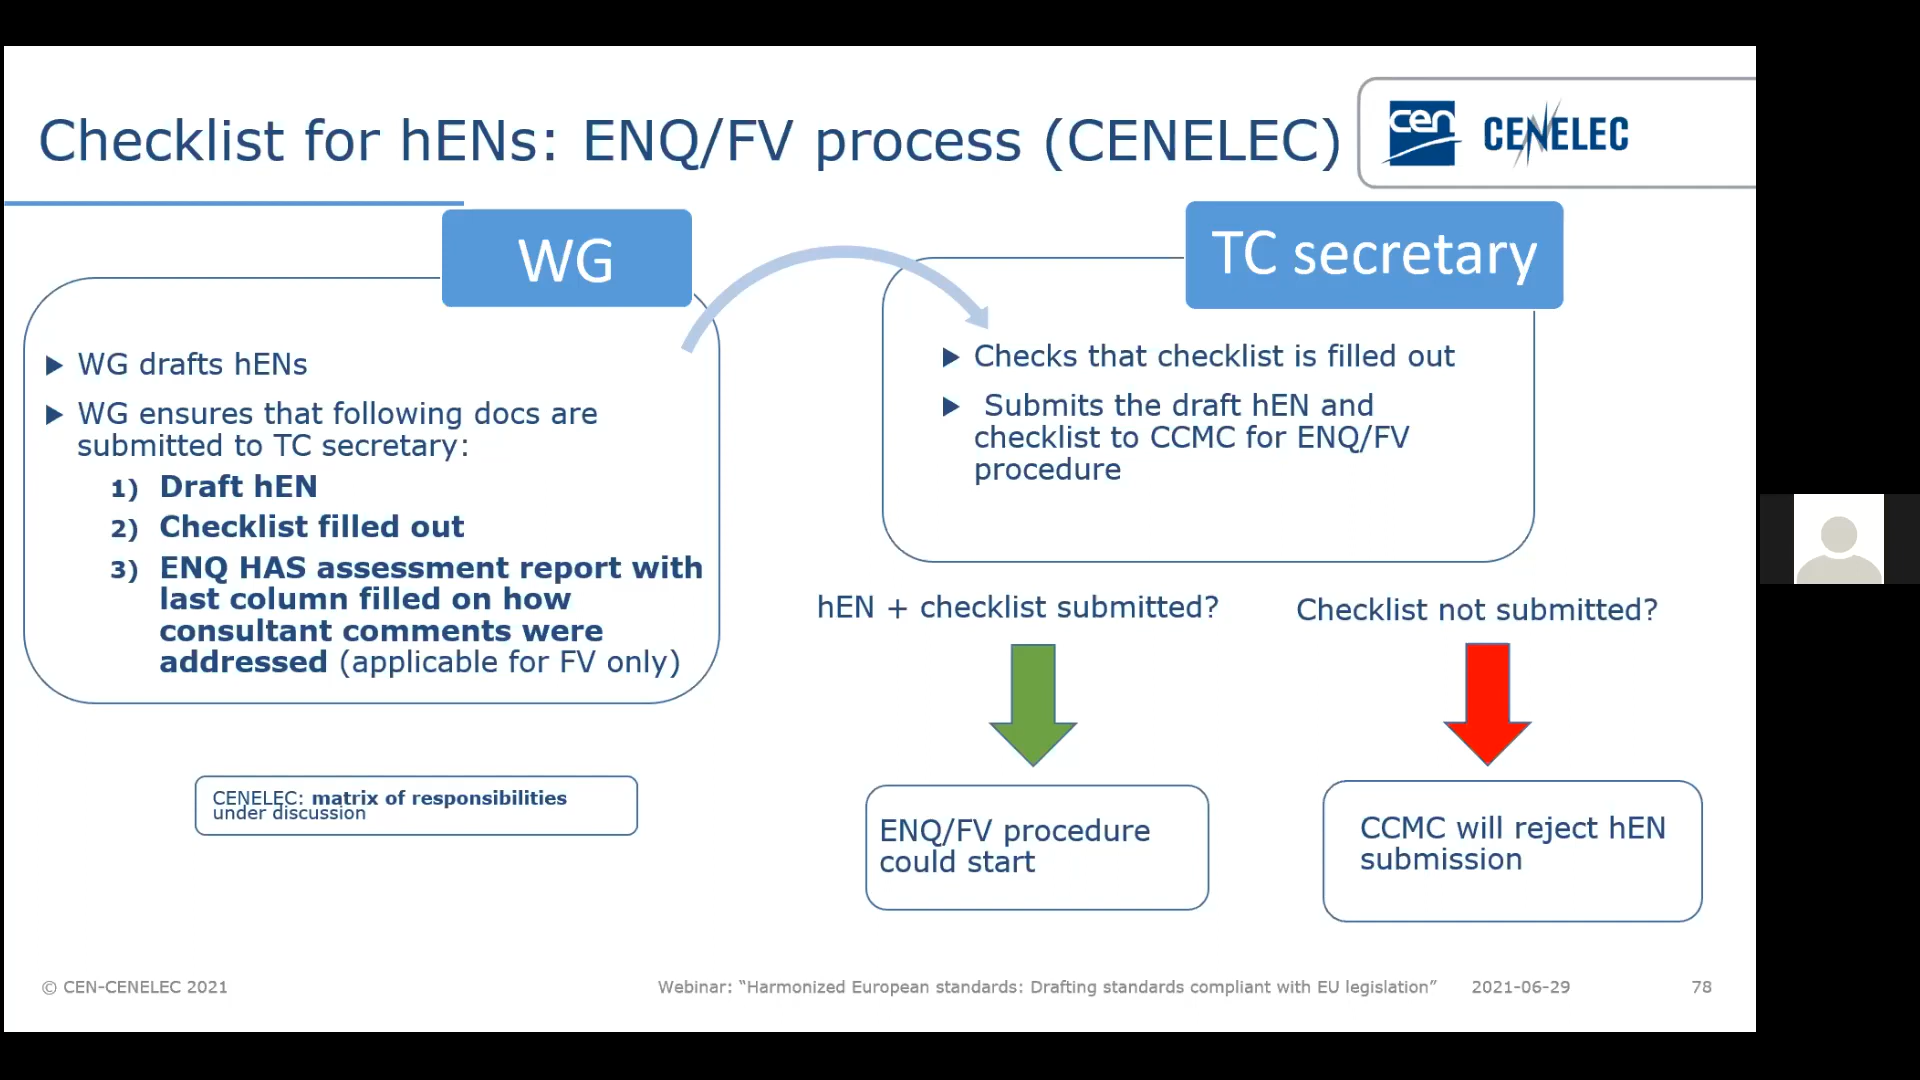 Checklist for hENs: ENQ/FV process (CENELEC)
cen
CENELEC
WG
▶ WG drafts hENs
▶ WG ensures that following docs are
submitted to TC secretary:
1) Draft hEN
2) Checklist filled out
3) ENQ HAS assessment report with
last column filled on how
consultant comments were
addressed (applicable for FV only)
TC secretary
▶ Checks that checklist is filled out
▶ Submits the draft hEN and
checklist to CCMC for ENQ/FV
procedure
hEN + checklist submitted?
Checklist not submitted?
CENELEC: matrix of responsibilities
under discussion
ENQ/FV procedure
could start
CCMC will reject hEN
submission
© CEN-CENELEC 2021
Webinar: “Harmonized European standards: Drafting standards compliant with EU legislation”
2021-06-29
78